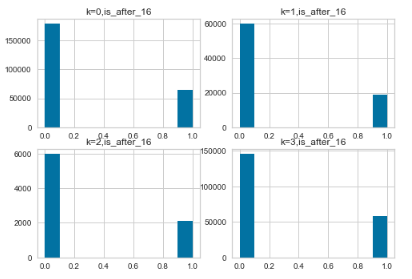 k=0,is_after_16
150000
100000
50000
0
0.0 0.2 0.4 0.6 0.8 1.0
k=1,is_after_16
60000
40000
20000
0
0.0 0.2 0.4 0.6 0.8 1.0
k=2,is_after_16
6000
4000
2000
0
0.0 0.2 0.4 0.6 0.8 1.0
k=3,is_after_16
150000
100000
50000
0
0.0 0.2 0.4 0.6 0.8 1.0